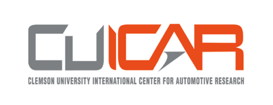 CUICAR
CLEMSON UNIVERSITY INTERNATIONAL CENTER FOR AUTOMOTIVE RESEARCH